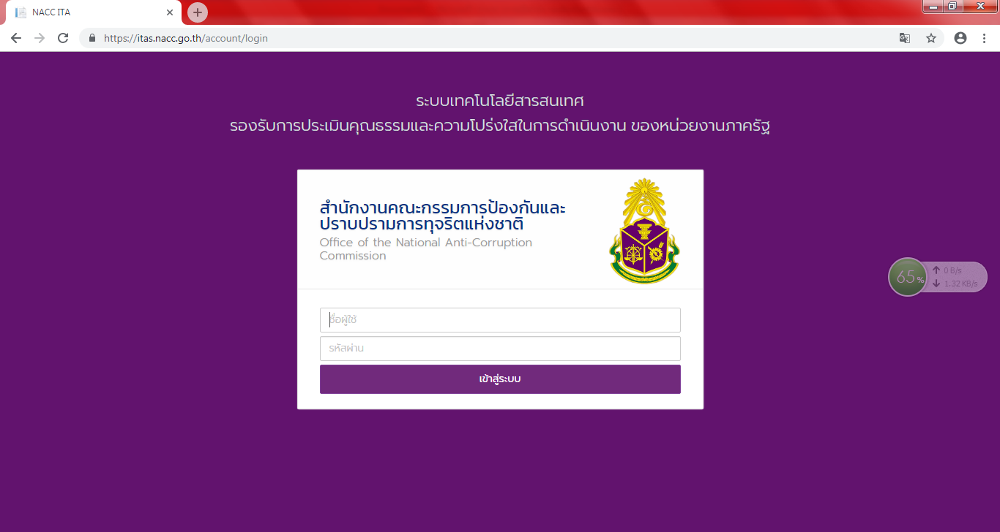 NACC ITA
https://itas.nacc.go.th/account/login
ระบบเทคโนโลยีสารสนเทศ
รองรับการประเมินคุณธรรมและความโปร่งใสในการดำเนินงาน ของหน่วยงานภาครัฐ
สำนักงานคณะกรรมการป้องกันและ
ปราบปรามการทุจริตแห่งชาติ
Office of the National Anti-Corruption
Commission
65%
0 B/s
1.32 KB/s
ชื่อผู้ใช้
รหัสผ่าน
เข้าสู่ระบบ